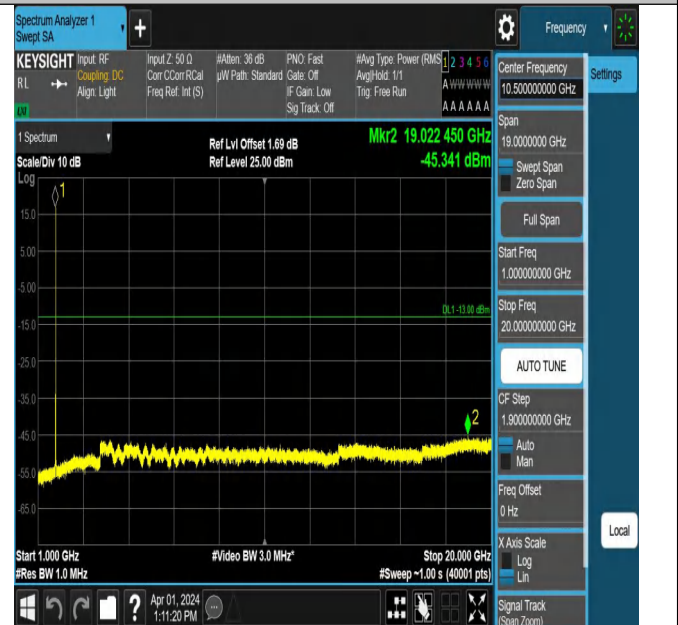 Spectrum Analyzer 1
Swept SA
+
Frequency
KEYSIGHT
RL
LXI
Input: RF
Coupling: DC
Align: Light
Input Z: 50 Ω
Corr CCorr RCal
Freq Ref: Int (S)
#Atten: 36 dB
µW Path: Standard
PNO: Fast
Gate: Off
IF Gain: Low
Sig Track: Off
#Avg Type: Power (RMS
Avg|Hold: 1/1
Trig: Free Run
1 2 3 4 5 6
A W W W W W
A A A A A A
1 Spectrum
Scale/Div 10 dB
Ref Lvl Offset 1.69 dB
Ref Level 25.00 dBm
Mkr2 19.022 450 GHz
-45.341 dBm
Log
1
15.0
5.00
-5.00
DL1 -13.00 dBm
-15.0
-25.0
-35.0
2
-45.0
-55.0
-65.0
Start 1.000 GHz
#Res BW 1.0 MHz
#Video BW 3.0 MHz*
Stop 20.000 GHz
#Sweep ~1.00 s (40001 pts)
Center Frequency
10.500000000 GHz
Settings
Span
19.0000000 GHz
Swept Span
Zero Span
Full Span
Start Freq
1.000000000 GHz
Stop Freq
20.000000000 GHz
AUTO TUNE
CF Step
1.900000000 GHz
Auto
Man
Freq Offset
0 Hz
X Axis Scale
Log
Lin
Local
Signal Track
(Span Zoom)
?
Apr 01, 2024
1:11:20 PM